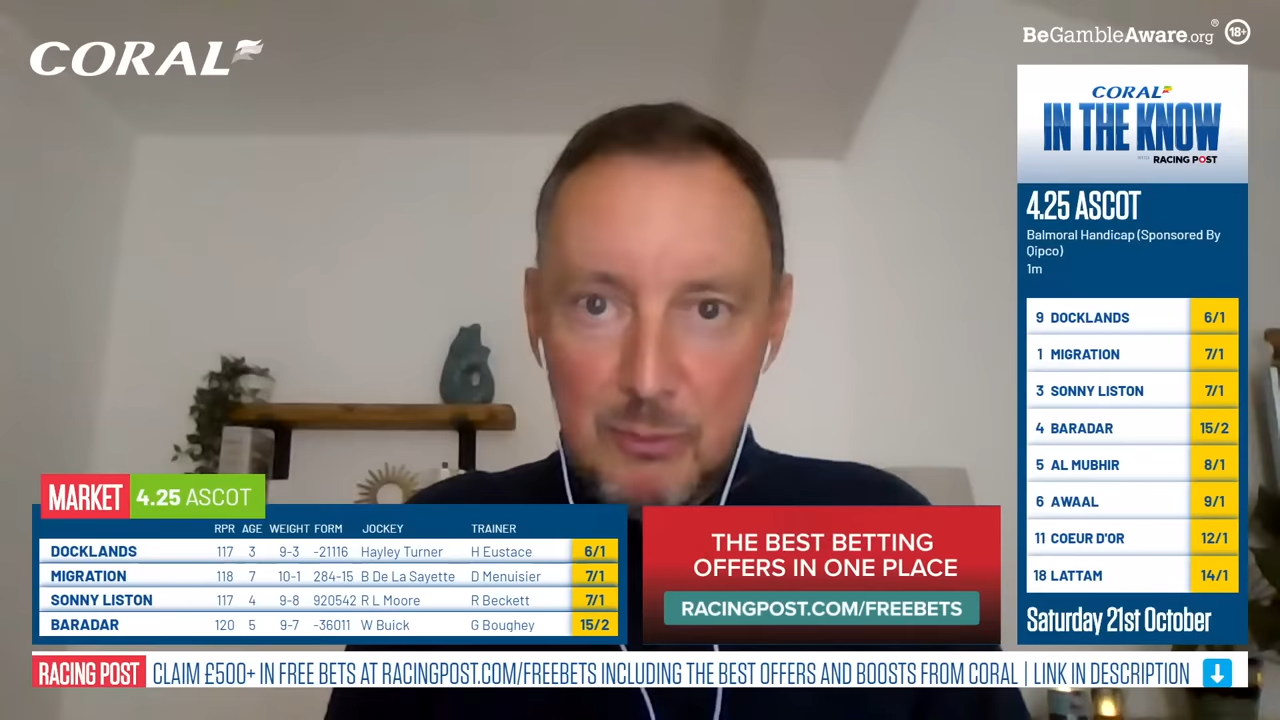 CORAL
BeGambleAware.org® 18+
CORAL
IN THE KNOW
WITH RACING POST
4.25 ASCOT
Balmoral Handicap (Sponsored By
Qipco)
1m
9 DOCKLANDS 6/1
1 MIGRATION 7/1
3 SONNY LISTON 7/1
4 BARADAR 15/2
5 AL MUBHIR 8/1
6 AWAAL 9/1
11 COEUR D'OR 12/1
18 LATTAM 14/1
Saturday 21st October
MARKET 4.25 ASCOT
RPR AGE WEIGHT FORM JOCKEY TRAINER
DOCKLANDS 117 3 9-3 -21116 Hayley Turner H Eustace 6/1
MIGRATION 118 7 10-1 284-15 B De La Sayette D Menuisier 7/1
SONNY LISTON 117 4 9-8 920542 R L Moore R Beckett 7/1
BARADAR 120 5 9-7 -36011 W Buick G Boughey 15/2
THE BEST BETTING
OFFERS IN ONE PLACE
RACINGPOST.COM/FREEBETS
RACING POST CLAIM £500+ IN FREE BETS AT RACINGPOST.COM/FREEBETS INCLUDING THE BEST OFFERS AND BOOSTS FROM CORAL | LINK IN DESCRIPTION